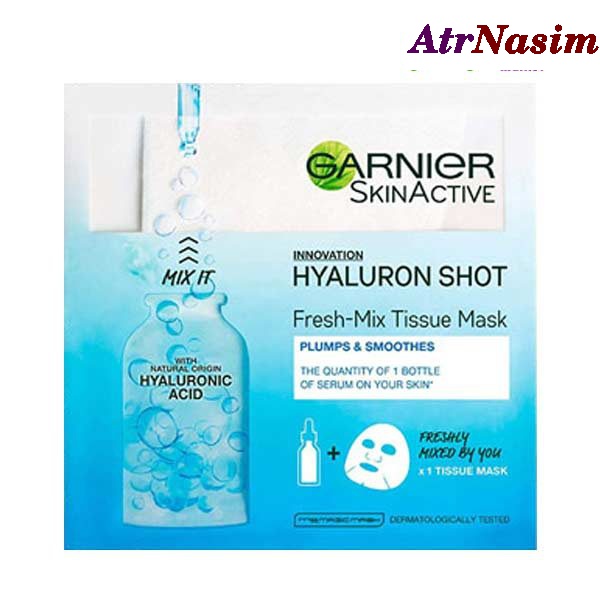 AtrNasim
GARNIER
SKINACTIVE
INNOVATION
HYALURON SHOT
Fresh-Mix Tissue Mask
PLUMPS & SMOOTHES
THE QUANTITY OF 1 BOTTLE
OF SERUM ON YOUR SKIN*
MIX IT
WITH
NATURAL ORIGIN
HYALURONIC
ACID
+
FRESHLY
MIXED BY YOU
x 1 TISSUE MASK
DERMATOLOGICALLY TESTED